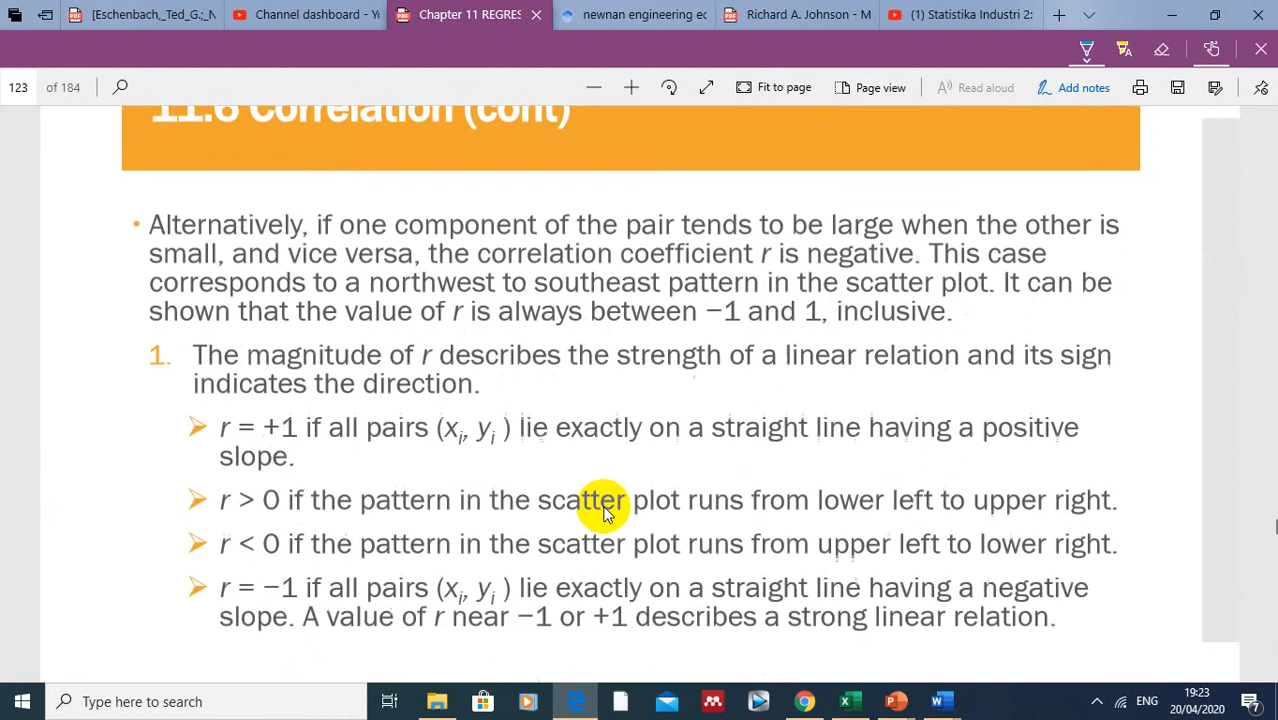 [Eschenbach,_Ted_G.;_N
Channel dashboard - Yo
Chapter 11 REGRES
newnan engineering ec
Richard A. Johnson - M
(1) Statistika Industri 2:
123 of 184
Fit to page
Page view
Read aloud
Add notes
11.6 Correlation (cont)
• Alternatively, if one component of the pair tends to be large when the other is
small, and vice versa, the correlation coefficient r is negative. This case
corresponds to a northwest to southeast pattern in the scatter plot. It can be
shown that the value of r is always between −1 and 1, inclusive.
1. The magnitude of r describes the strength of a linear relation and its sign
indicates the direction.
➢ r = +1 if all pairs (xi, yi ) lie exactly on a straight line having a positive
slope.
➢ r > 0 if the pattern in the scatter plot runs from lower left to upper right.
➢ r < 0 if the pattern in the scatter plot runs from upper left to lower right.
➢ r = −1 if all pairs (xi, yi ) lie exactly on a straight line having a negative
slope. A value of r near −1 or +1 describes a strong linear relation.
Type here to search
ENG
19:23
20/04/2020
7